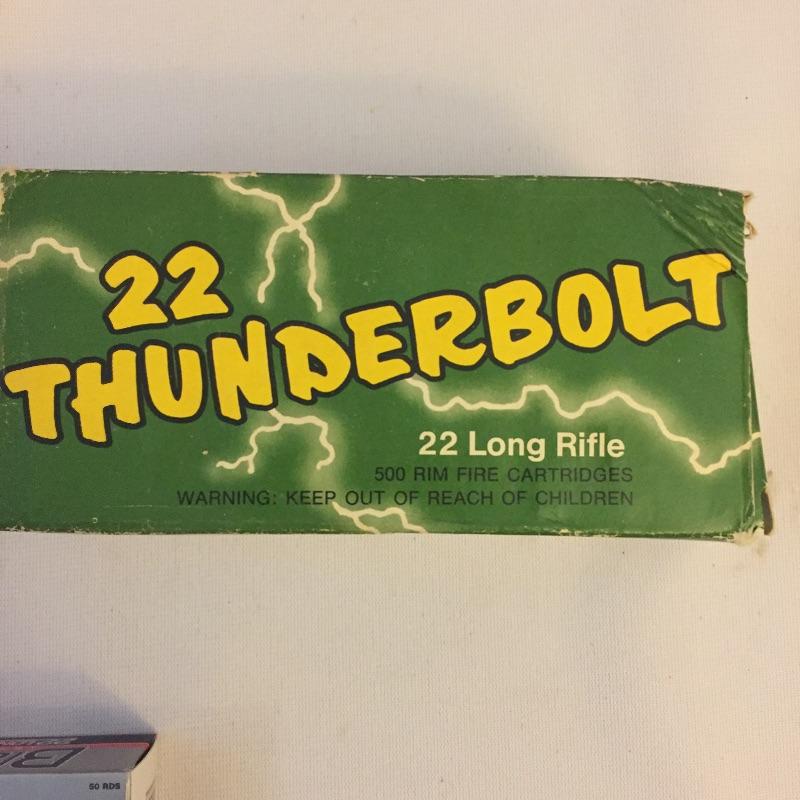 22
THUNDERBOLT
22 Long Rifle
500 RIM FIRE CARTRIDGES
WARNING: KEEP OUT OF REACH OF CHILDREN
50 RDS